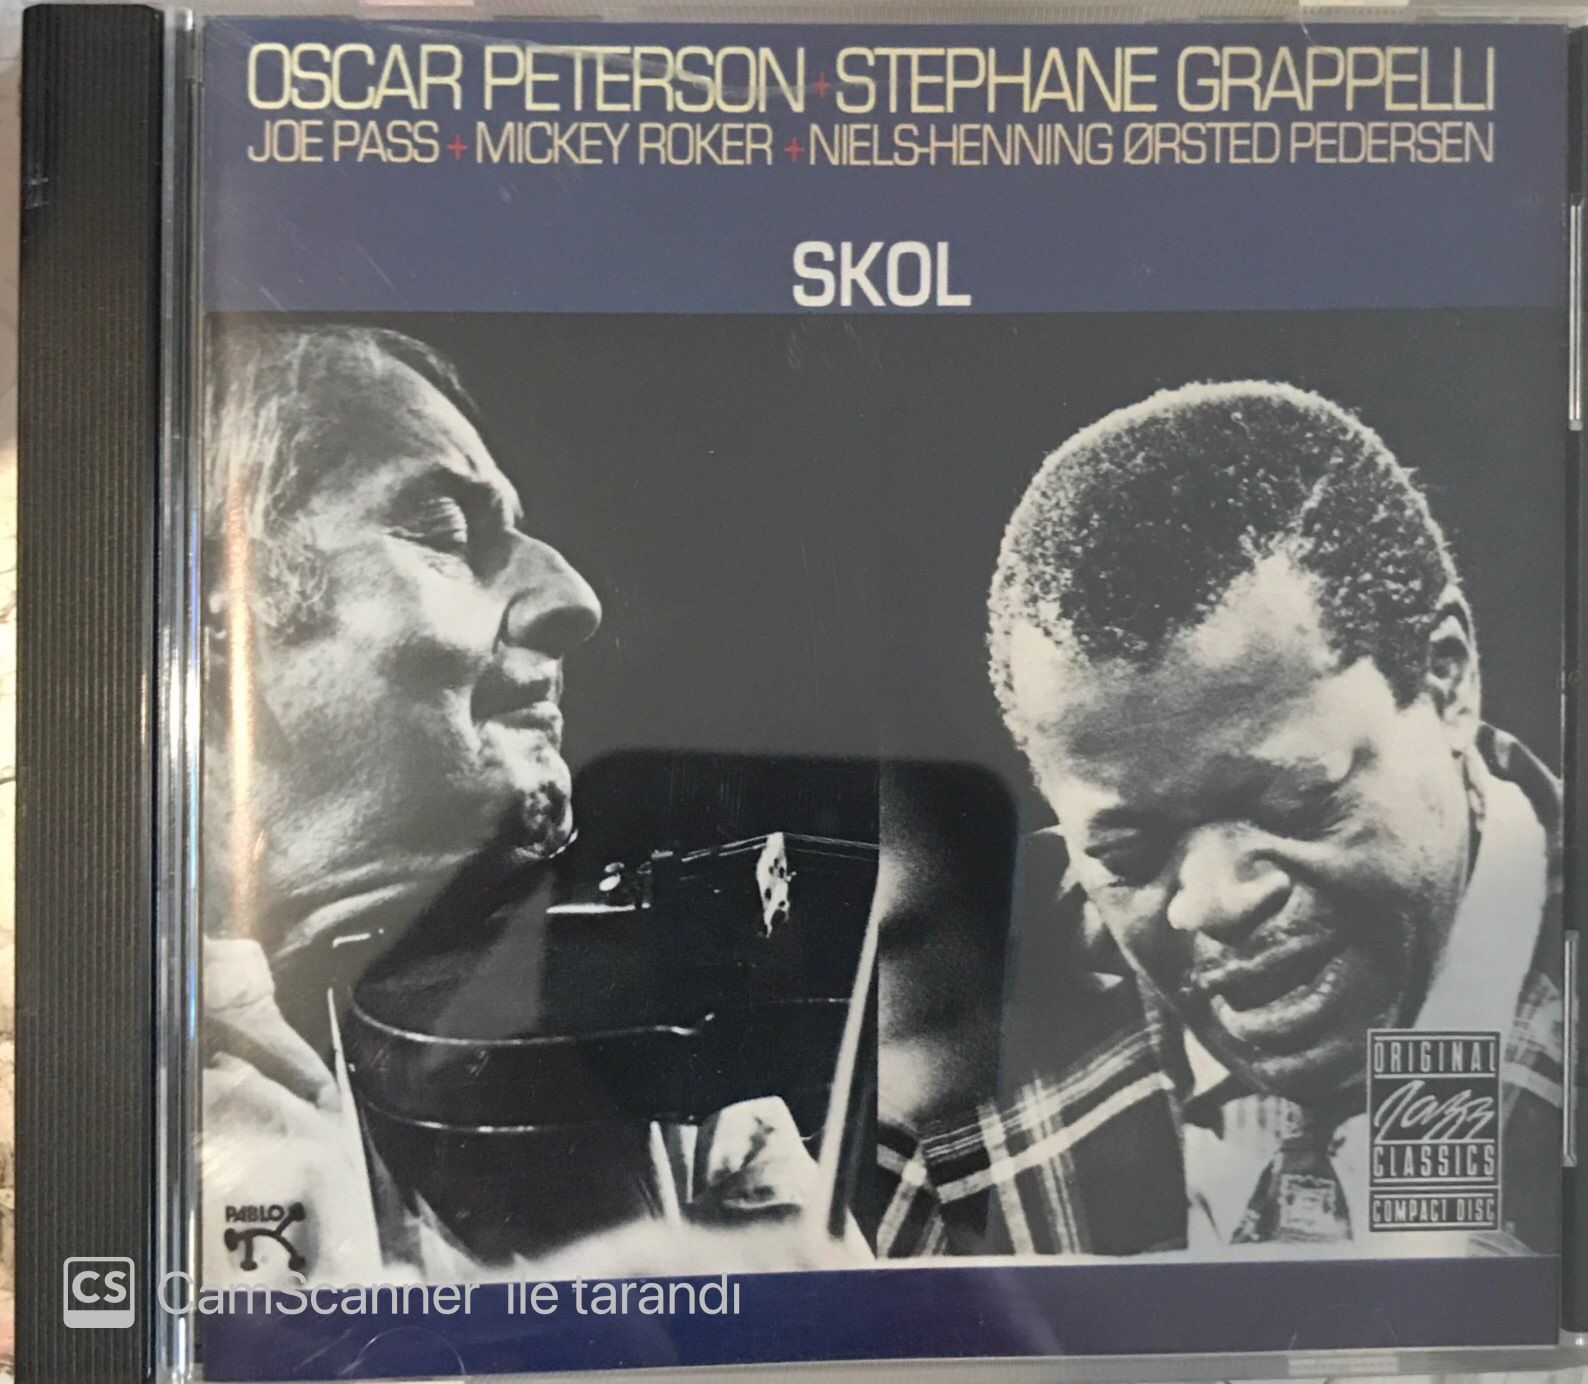 OSCAR PETERSON + STEPHANE GRAPPELLI
JOE PASS + MICKEY ROKER + NIELS-HENNING ØRSTED PEDERSEN
SKOL
ORIGINAL
Jazz
CLASSICS
COMPACT DISC
PABLO
CS CamScanner ile tarandı